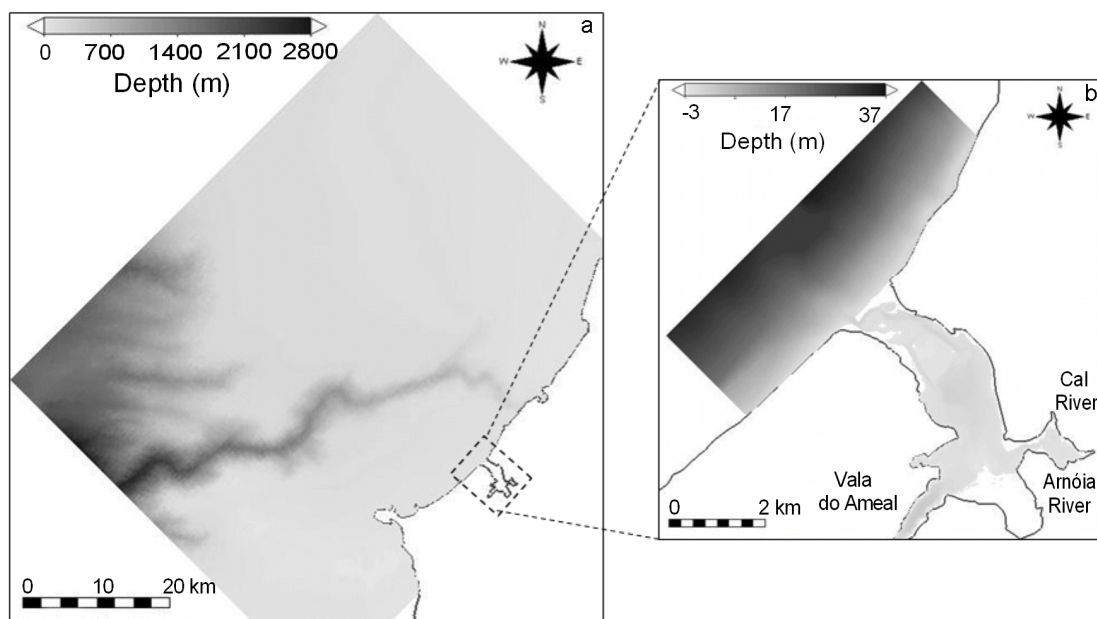 a
0 700 1400 2100 2800
Depth (m)
N
W E
S
0 10 20 km
b
-3 17 37
Depth (m)
N
W E
S
Cal
River
Vala
do Ameal
Arnóia
River
0 2 km